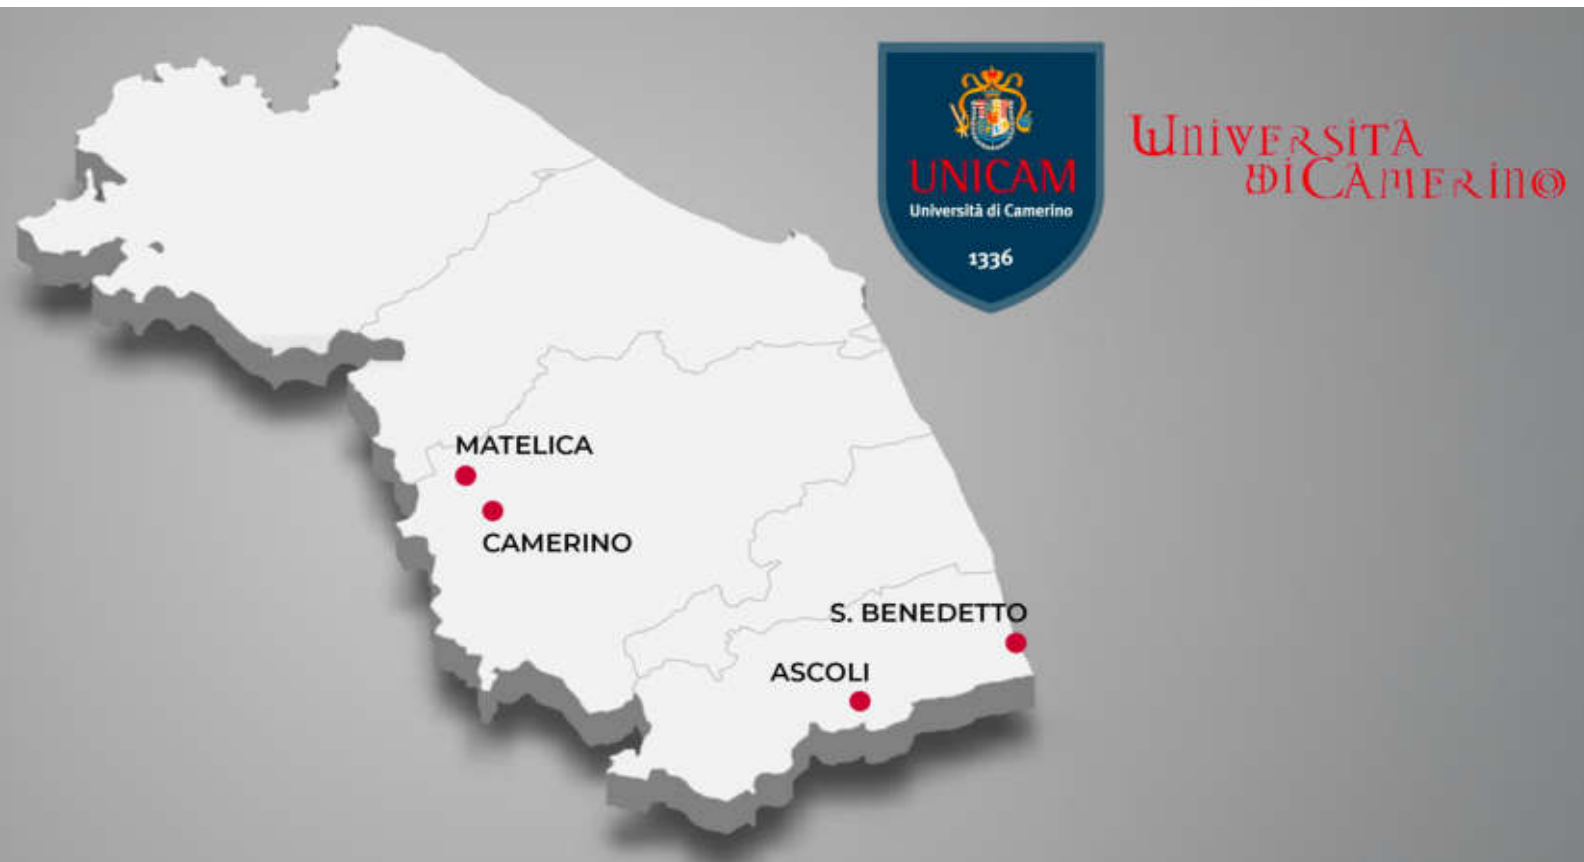 UNICAM
Università di Camerino
1336
Università
di Camerino
MATELICA
CAMERINO
S. BENEDETTO
ASCOLI